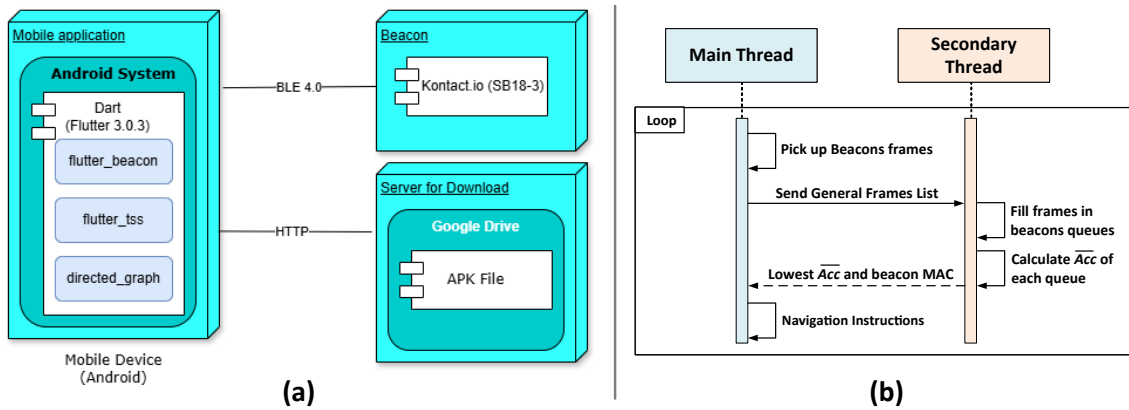 Mobile application
Android System
Dart
(Flutter 3.0.3)
flutter_beacon
flutter_tss
directed_graph
Mobile Device
(Android)
BLE 4.0
HTTP
Beacon
Kontact.io (SB18-3)
Server for Download
Google Drive
APK File
(a)
Main Thread
Secondary
Thread
Loop
Pick up Beacons frames
Send General Frames List
Fill frames in
beacons queues
Calculate A̅c̅c̅ of
each queue
Lowest A̅c̅c̅ and beacon MAC
Navigation Instructions
(b)